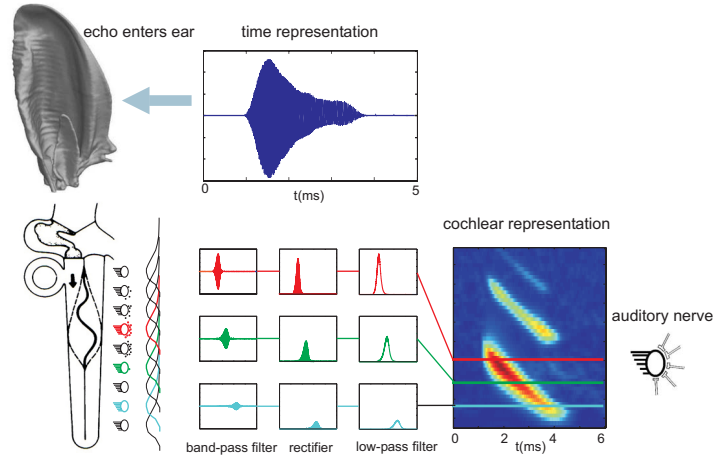 echo enters ear
time representation
0
5
t(ms)
cochlear representation
auditory nerve
0
2
4
6
t(ms)
band-pass filter
rectifier
low-pass filter